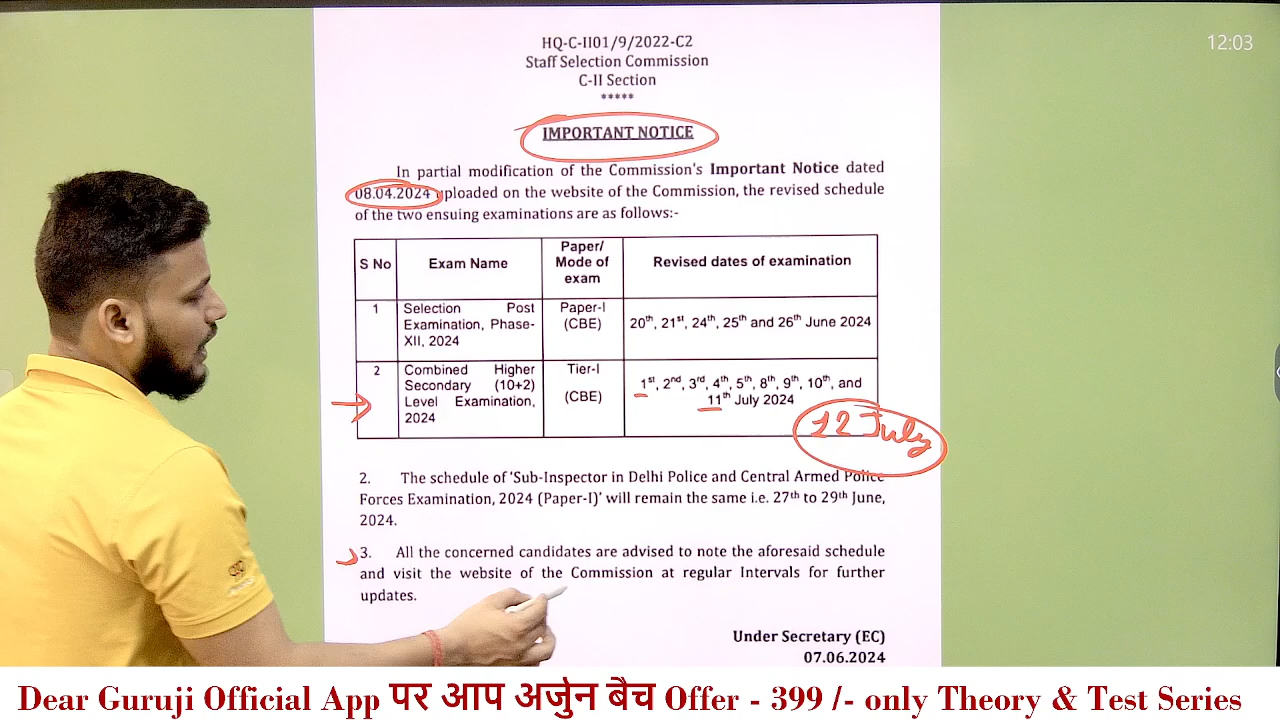 12:03
HQ-C-II01/9/2022-C2
Staff Selection Commission
C-II Section
*****
IMPORTANT NOTICE
In partial modification of the Commission's Important Notice dated
08.04.2024 uploaded on the website of the Commission, the revised schedule
of the two ensuing examinations are as follows:-
S No
Exam Name
Paper/
Mode of
exam
Revised dates of examination
1
Selection Post
Examination, Phase-
XII, 2024
Paper-I
(CBE)
20th, 21st, 24th, 25th and 26th June 2024
2
Combined Higher
Secondary (10+2)
Level Examination,
2024
Tier-I
(CBE)
1st, 2nd, 3rd, 4th, 5th, 8th, 9th, 10th, and
11th July 2024
12 July
2. The schedule of 'Sub-Inspector in Delhi Police and Central Armed Police
Forces Examination, 2024 (Paper-I)' will remain the same i.e. 27th to 29th June,
2024.
3. All the concerned candidates are advised to note the aforesaid schedule
and visit the website of the Commission at regular Intervals for further
updates.
Under Secretary (EC)
07.06.2024
Dear Guruji Official App पर आप अर्जुन बैच Offer - 399 /- only Theory & Test Series